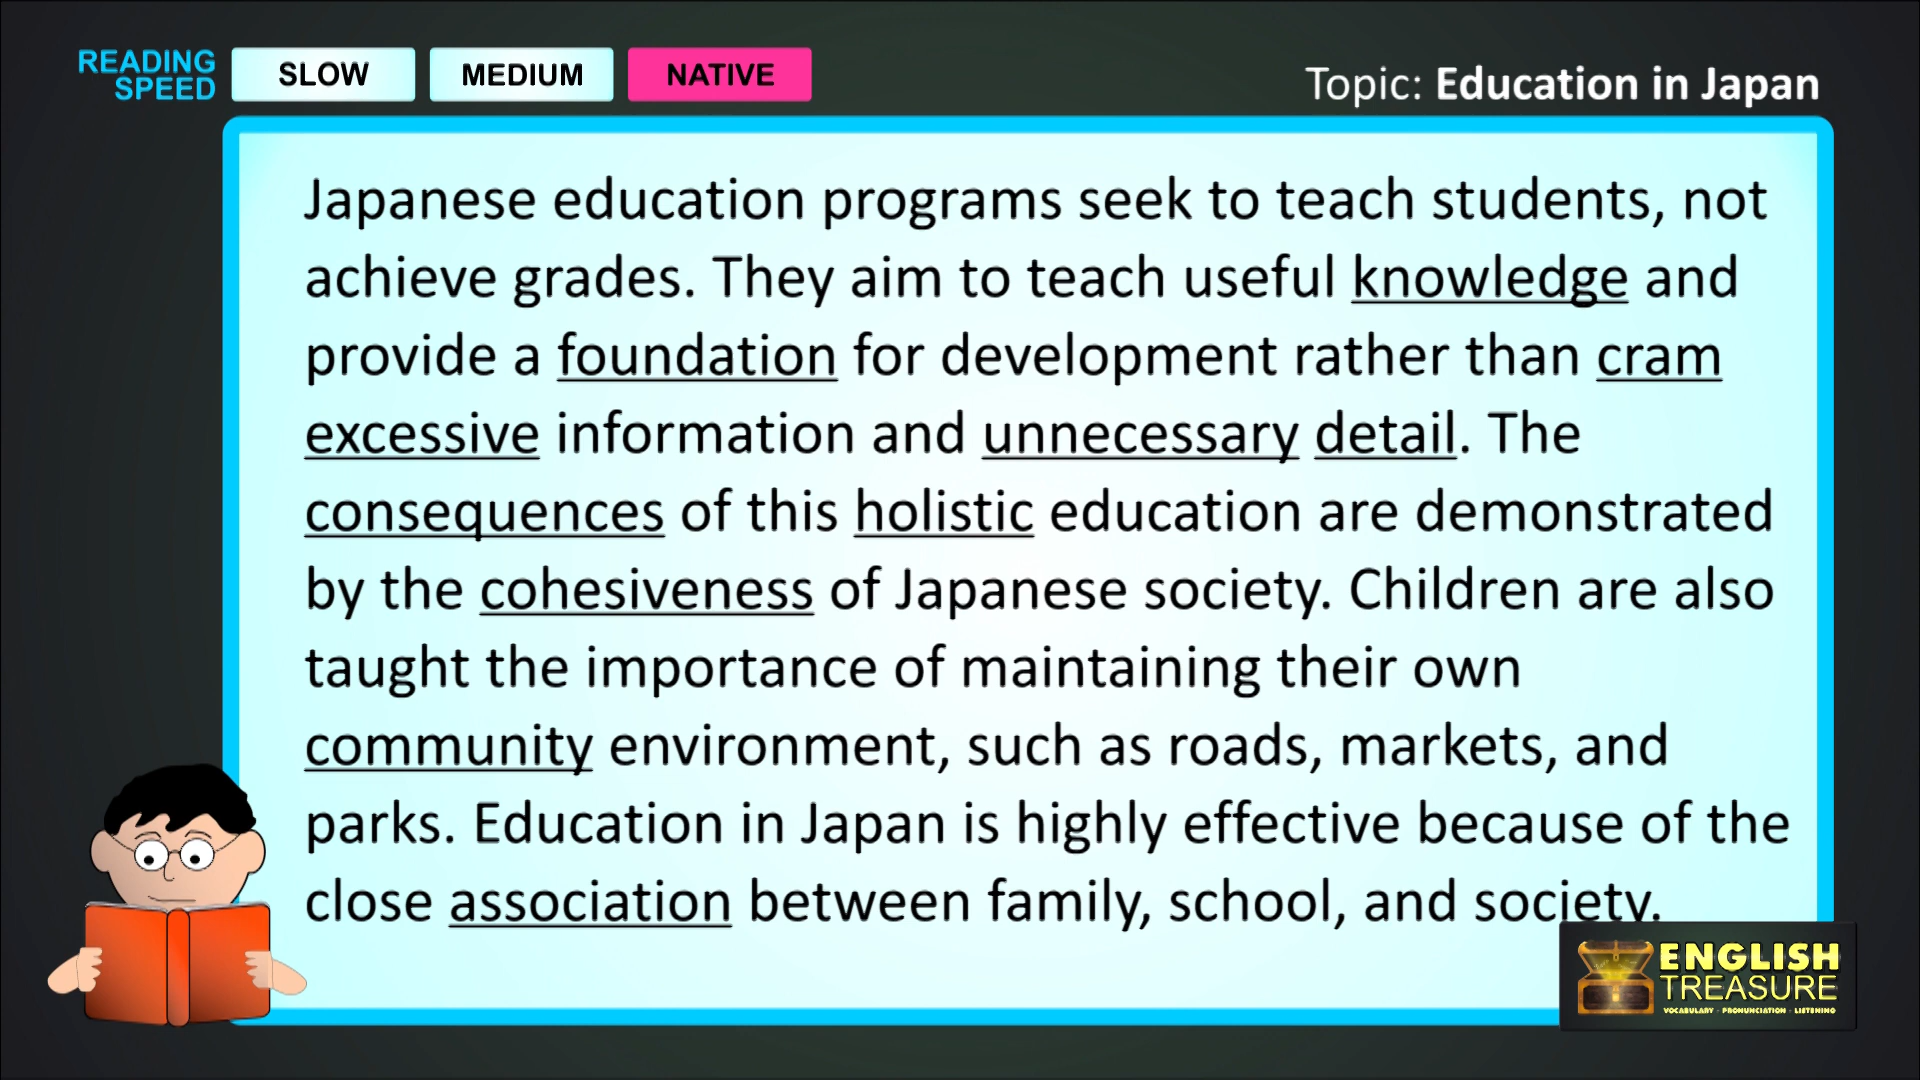 READING
SPEED
SLOW
MEDIUM
NATIVE
Topic: Education in Japan
Japanese education programs seek to teach students, not
achieve grades. They aim to teach useful knowledge and
provide a foundation for development rather than cram
excessive information and unnecessary detail. The
consequences of this holistic education are demonstrated
by the cohesiveness of Japanese society. Children are also
taught the importance of maintaining their own
community environment, such as roads, markets, and
parks. Education in Japan is highly effective because of the
close association between family, school, and society.
ENGLISH
TREASURE
VOCABULARY - PRONUNCIATION - LISTENING